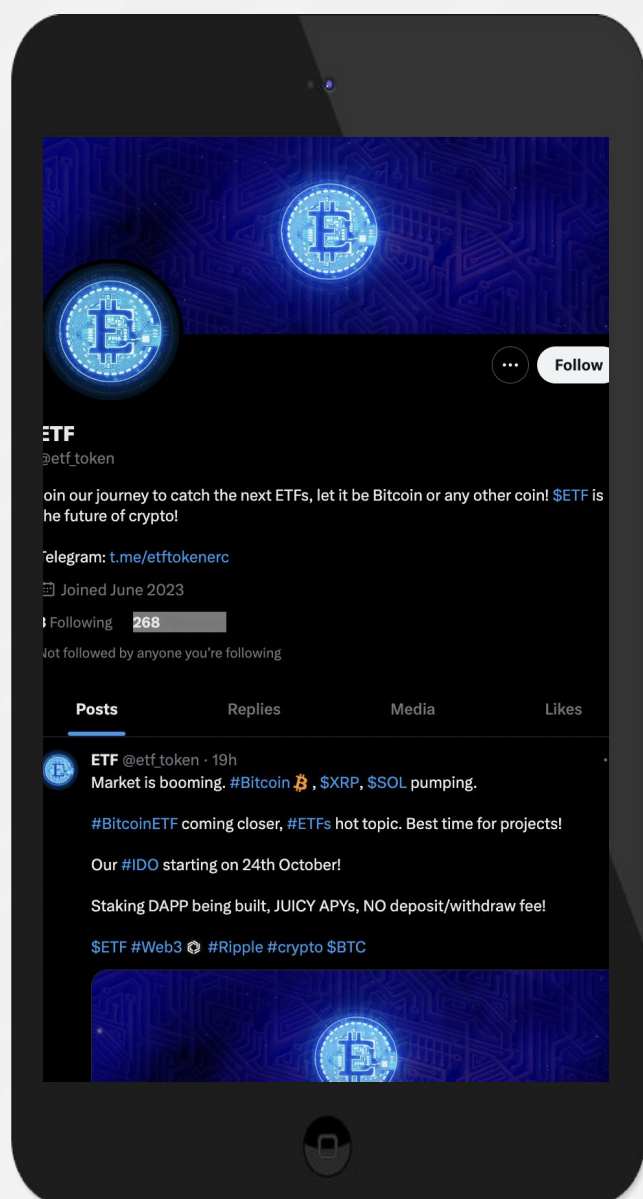 Follow
ETF
@etf_token
oin our journey to catch the next ETFs, let it be Bitcoin or any other coin! $ETF is
he future of crypto!
Telegram: t.me/etftokenerc
Joined June 2023
Following 268
Not followed by anyone you're following
Posts Replies Media Likes
ETF @etf_token · 19h
Market is booming. #Bitcoin , $XRP, $SOL pumping.
#BitcoinETF coming closer, #ETFs hot topic. Best time for projects!
Our #IDO starting on 24th October!
Staking DAPP being built, JUICY APYs, NO deposit/withdraw fee!
$ETF #Web3 #Ripple #crypto $BTC